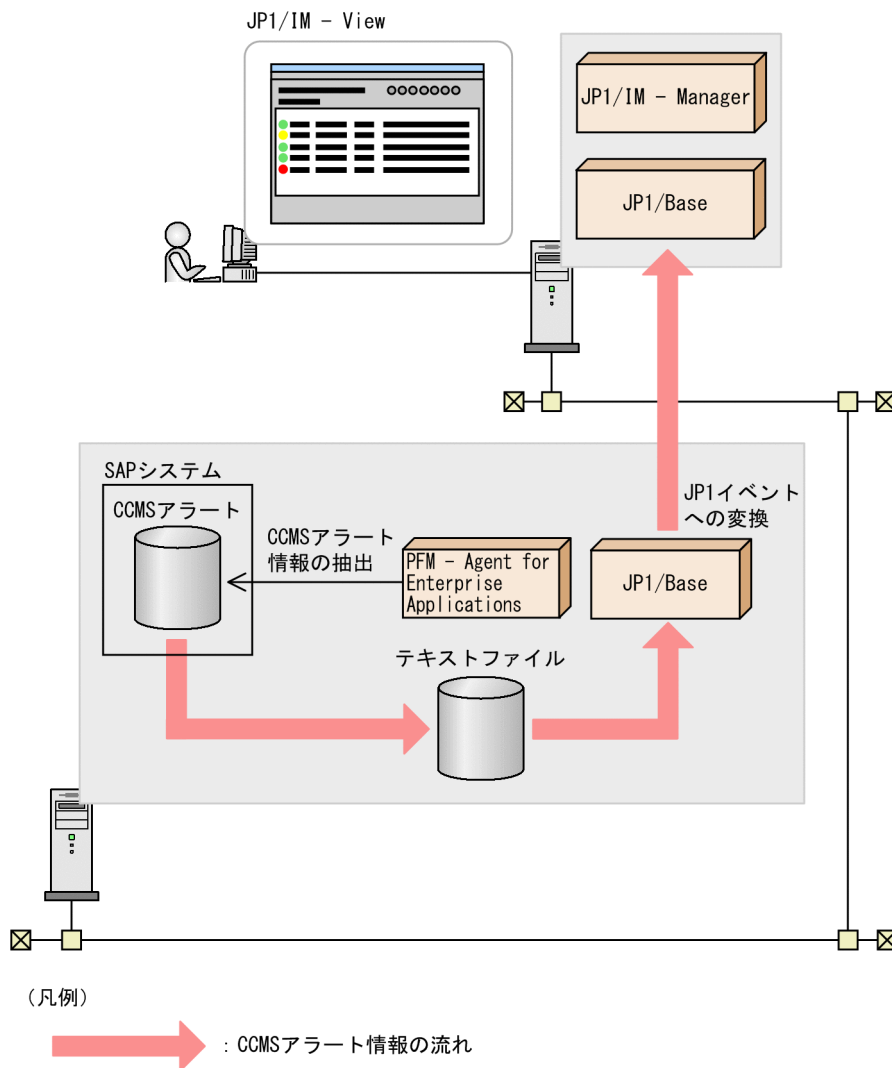 JP1/IM － View
JP1/IM － Manager
JP1/Base
SAPシステム
CCMSアラート
CCMSアラート
情報の抽出
PFM － Agent for
Enterprise
Applications
JP1イベント
への変換
JP1/Base
テキストファイル
（凡例）
：CCMSアラート情報の流れ